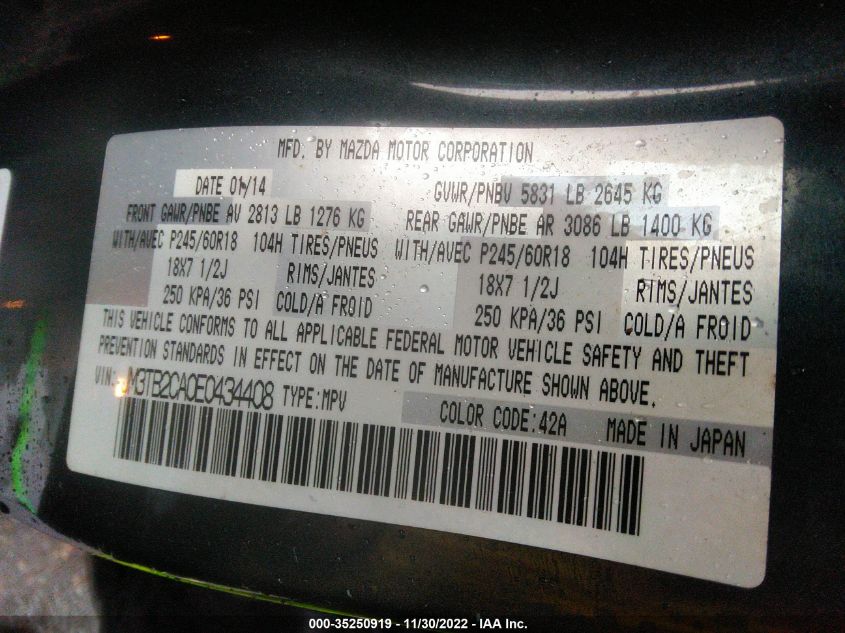 MFD. BY MAZDA MOTOR CORPORATION
DATE 01/14 GVWR/PNBV 5831 LB 2645 KG
FRONT GAWR/PNBE AV 2813 LB 1276 KG REAR GAWR/PNBE AR 3086 LB 1400 KG
WITH/AVEC P245/60R18 104H TIRES/PNEUS WITH/AVEC P245/60R18 104H TIRES/PNEUS
18X7 1/2J RIMS/JANTES 18X7 1/2J RIMS/JANTES
250 KPA/36 PSI COLD/A FROID 250 KPA/36 PSI COLD/A FROID
THIS VEHICLE CONFORMS TO ALL APPLICABLE FEDERAL MOTOR VEHICLE SAFETY AND THEFT
PREVENTION STANDARDS IN EFFECT ON THE DATE OF MANUFACTURE SHOWN ABOVE.
VIN: JM3TB2CA0E0434408 TYPE:MPV COLOR CODE:42A MADE IN JAPAN
000-35250919 - 11/30/2022 - IAA Inc.